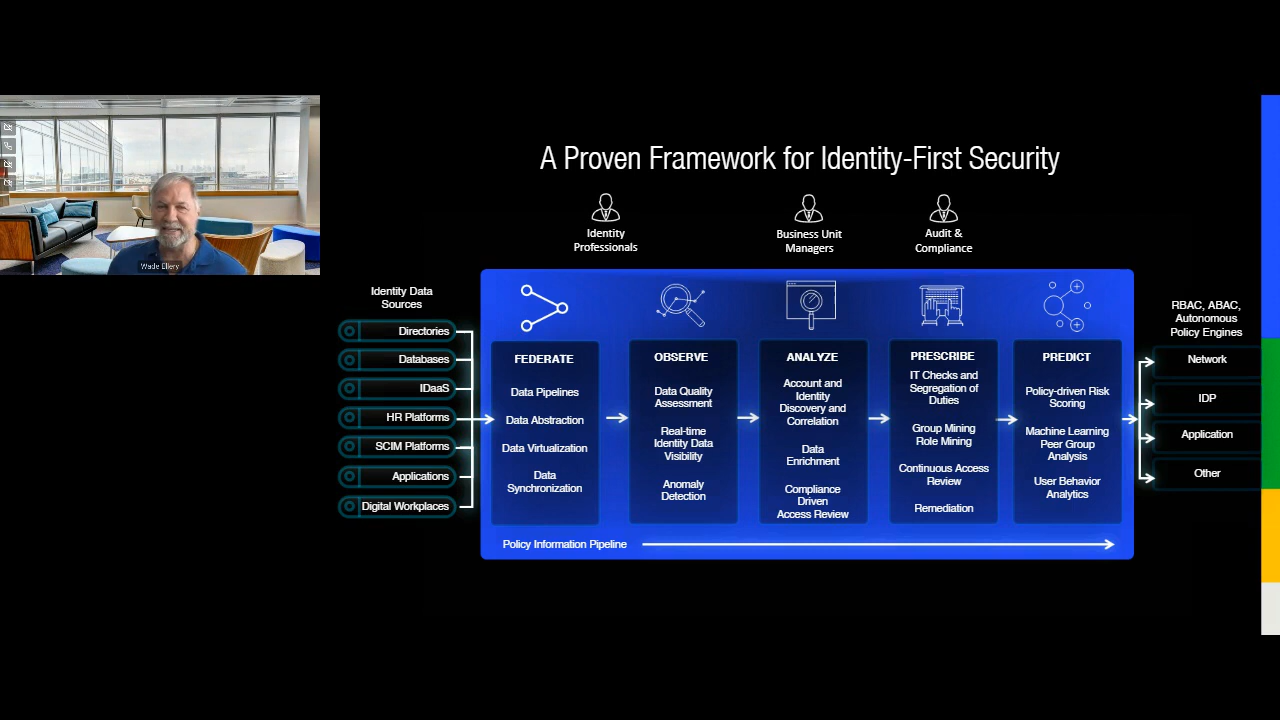 A Proven Framework for Identity-First Security
Identity
Professionals
Business Unit
Managers
Audit &
Compliance
Wade Ellery
Identity Data
Sources
Directories
Databases
IDaaS
HR Platforms
SCIM Platforms
Applications
Digital Workplaces
FEDERATE
Data Pipelines
Data Abstraction
Data Virtualization
Data
Synchronization
OBSERVE
Data Quality
Assessment
Real-time
Identity Data
Visibility
Anomaly
Detection
ANALYZE
Account and
Identity
Discovery and
Correlation
Data
Enrichment
Compliance
Driven
Access Review
PRESCRIBE
IT Checks and
Segregation of
Duties
Group Mining
Role Mining
Continuous Access
Review
Remediation
PREDICT
Policy-driven Risk
Scoring
Machine Learning
Peer Group
Analysis
User Behavior
Analytics
Policy Information Pipeline
RBAC, ABAC,
Autonomous
Policy Engines
Network
IDP
Application
Other